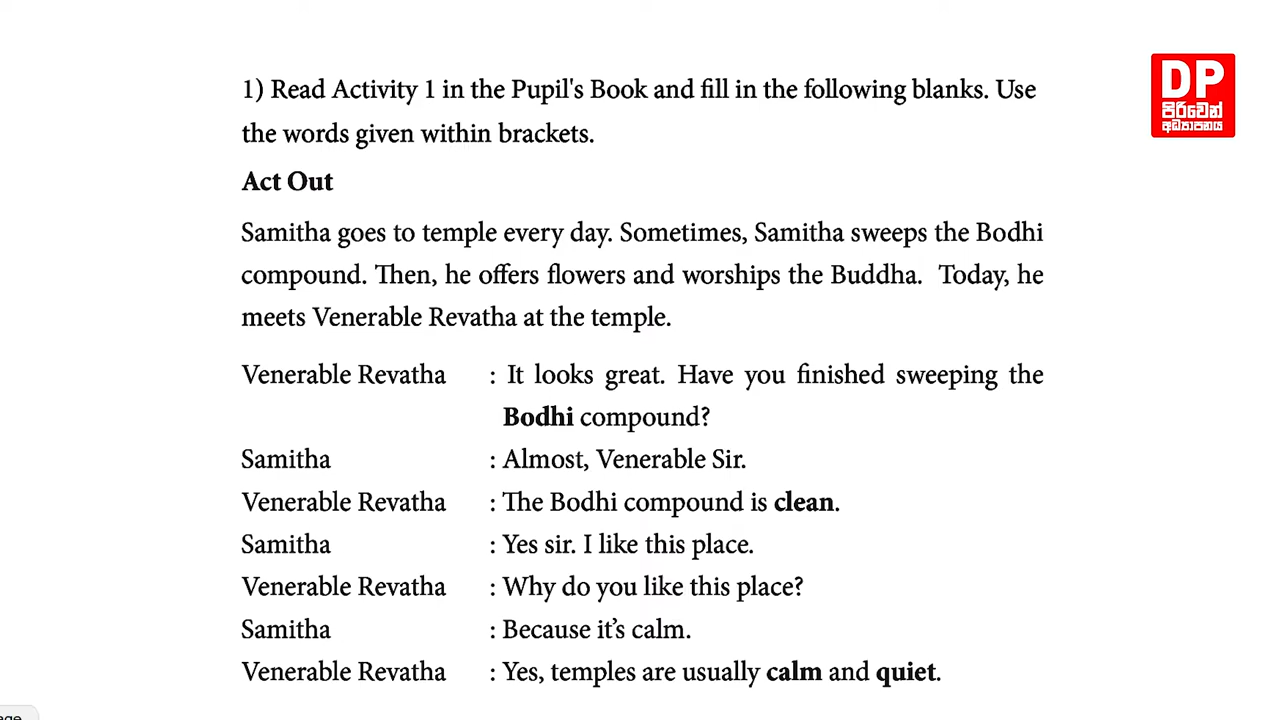 1) Read Activity 1 in the Pupil's Book and fill in the following blanks. Use
the words given within brackets.
DP
පිරිවෙන්
අධ්‍යාපනය
Act Out
Samitha goes to temple every day. Sometimes, Samitha sweeps the Bodhi
compound. Then, he offers flowers and worships the Buddha. Today, he
meets Venerable Revatha at the temple.
Venerable Revatha : It looks great. Have you finished sweeping the
Bodhi compound?
Samitha : Almost, Venerable Sir.
Venerable Revatha : The Bodhi compound is clean.
Samitha : Yes sir. I like this place.
Venerable Revatha : Why do you like this place?
Samitha : Because it's calm.
Venerable Revatha : Yes, temples are usually calm and quiet.